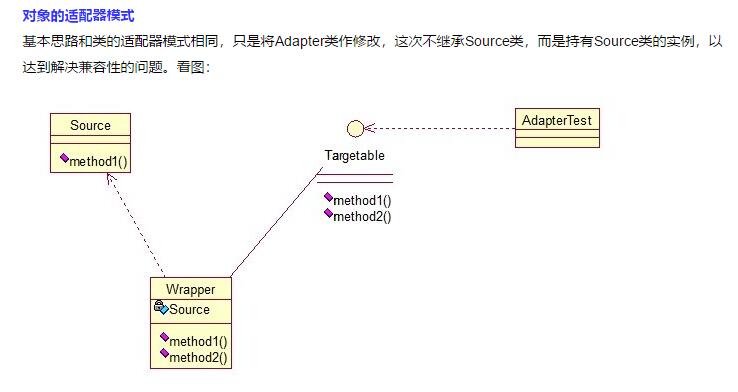 对象的适配器模式
基本思路和类的适配器模式相同，只是将Adapter类作修改，这次不继承Source类，而是持有Source类的实例，以
达到解决兼容性的问题。看图：
Source
method1()
AdapterTest
Targetable
method1()
method2()
Wrapper
Source
method1()
method2()